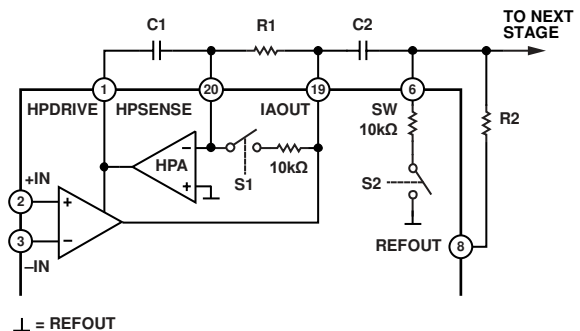 TO NEXT
STAGE
C1
R1
C2
1
20
19
6
HPDRIVE
HPSENSE
IAOUT
SW
10kΩ
R2
HPA
–
+
S1
10kΩ
S2
+IN
2
+
3
–
–IN
REFOUT
8
= REFOUT